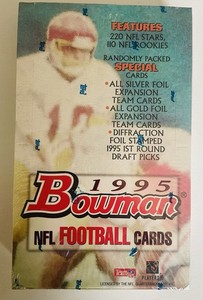 FEATURES
220 NFL STARS,
110 NFL ROOKIES
RANDOMLY PACKED
SPECIAL
CARDS
• ALL SILVER FOIL
EXPANSION
TEAM CARDS
• ALL GOLD FOIL
EXPANSION
TEAM CARDS
• DIFFRACTION
FOIL STAMPED
1995 1ST ROUND
DRAFT PICKS
1995
Bowman
NFL FOOTBALL CARDS
PLAYERS